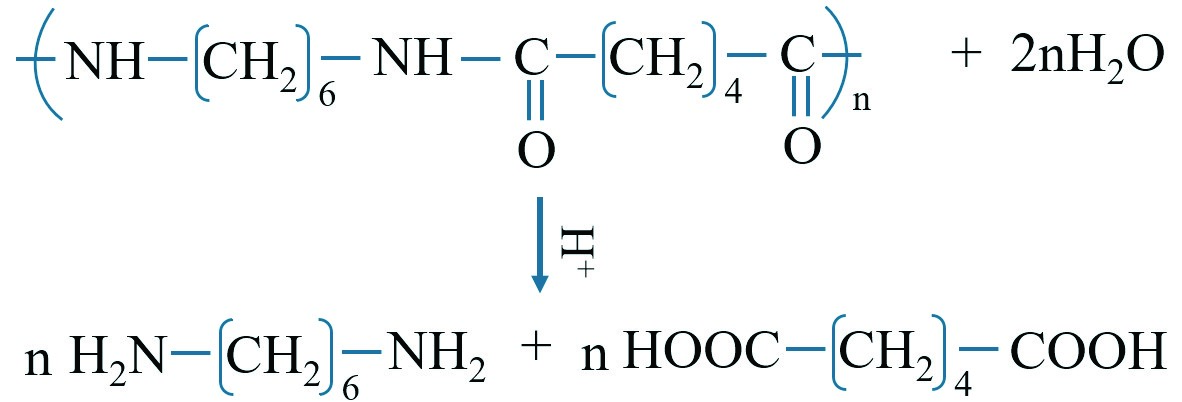 ( NH — [CH₂]₆ — NH — C — [CH₂]₄ — C )ₙ + 2nH₂O
O O
H⁺
n H₂N — [CH₂]₆ — NH₂ + n HOOC — [CH₂]₄ — COOH